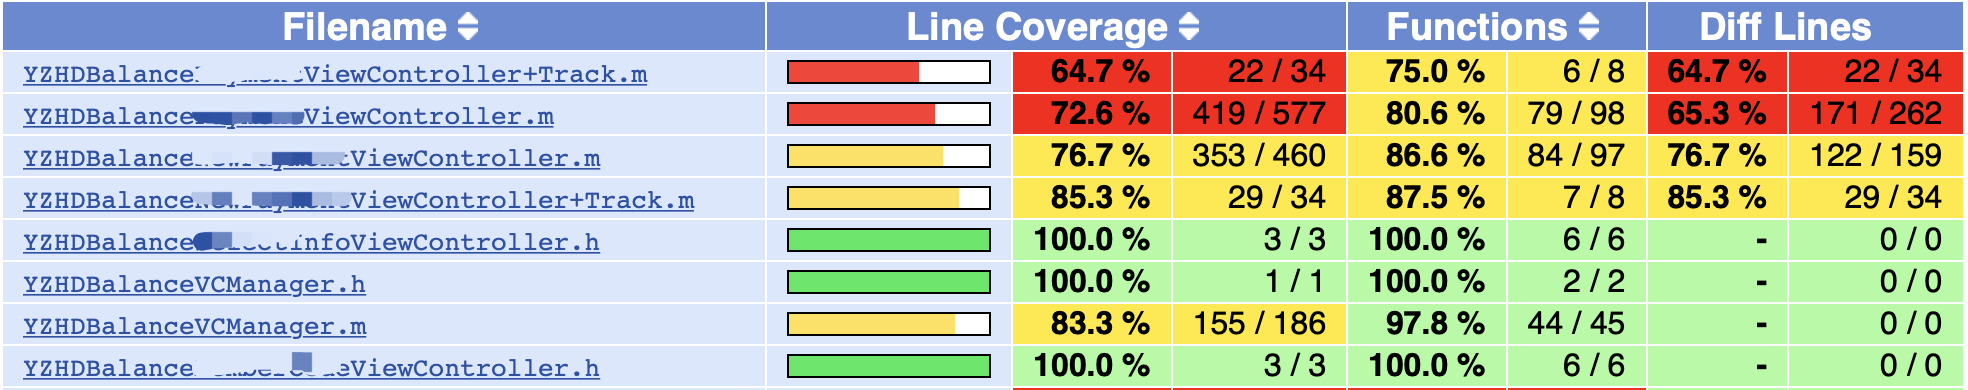 Filename Line Coverage Functions Diff Lines
YZHDBalance ViewController+Track.m 64.7 % 22 / 34 75.0 % 6 / 8 64.7 % 22 / 34
YZHDBalance ViewController.m 72.6 % 419 / 577 80.6 % 79 / 98 65.3 % 171 / 262
YZHDBalance ViewController.m 76.7 % 353 / 460 86.6 % 84 / 97 76.7 % 122 / 159
YZHDBalance ViewController+Track.m 85.3 % 29 / 34 87.5 % 7 / 8 85.3 % 29 / 34
YZHDBalance nfoViewController.h 100.0 % 3 / 3 100.0 % 6 / 6 - 0 / 0
YZHDBalanceVCManager.h 100.0 % 1 / 1 100.0 % 2 / 2 - 0 / 0
YZHDBalanceVCManager.m 83.3 % 155 / 186 97.8 % 44 / 45 - 0 / 0
YZHDBalance ViewController.h 100.0 % 3 / 3 100.0 % 6 / 6 - 0 / 0